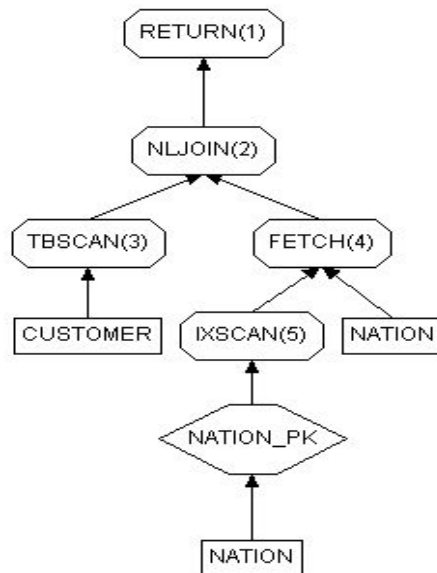 RETURN(1)
NLJOIN(2)
TBSCAN(3)
FETCH(4)
CUSTOMER
IXSCAN(5)
NATION
NATION_PK
NATION